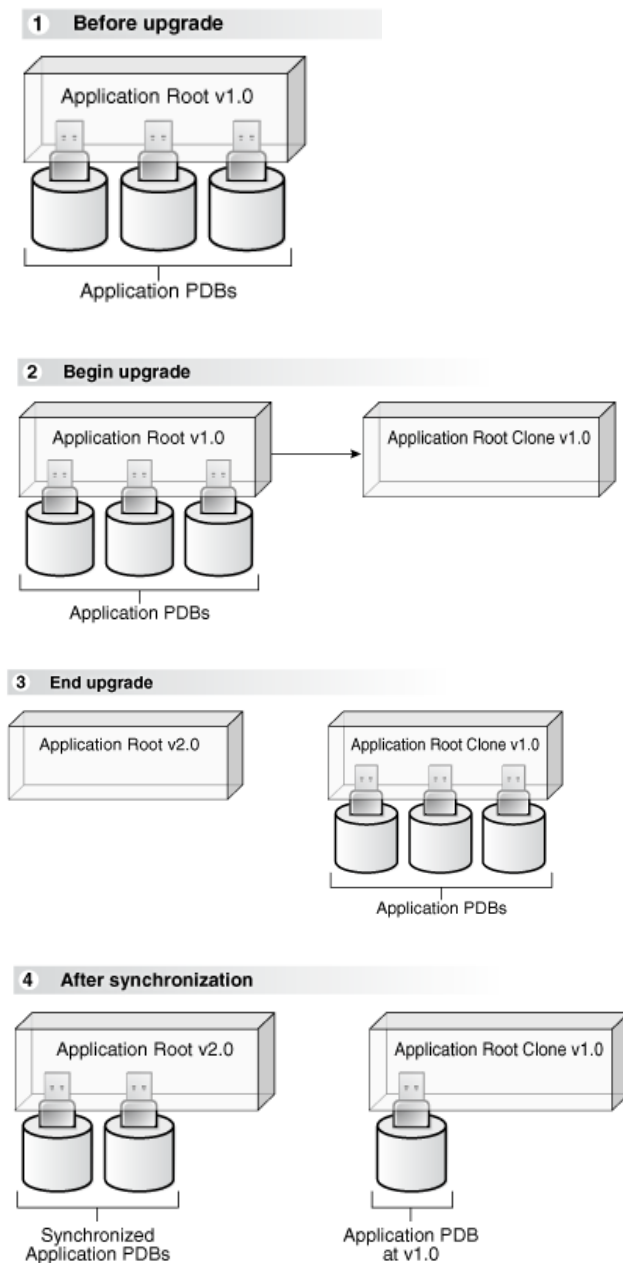 1 Before upgrade
Application Root v1.0
Application PDBs
2 Begin upgrade
Application Root v1.0
Application Root Clone v1.0
Application PDBs
3 End upgrade
Application Root v2.0
Application Root Clone v1.0
Application PDBs
4 After synchronization
Application Root v2.0
Application Root Clone v1.0
Synchronized
Application PDBs
Application PDB
at v1.0